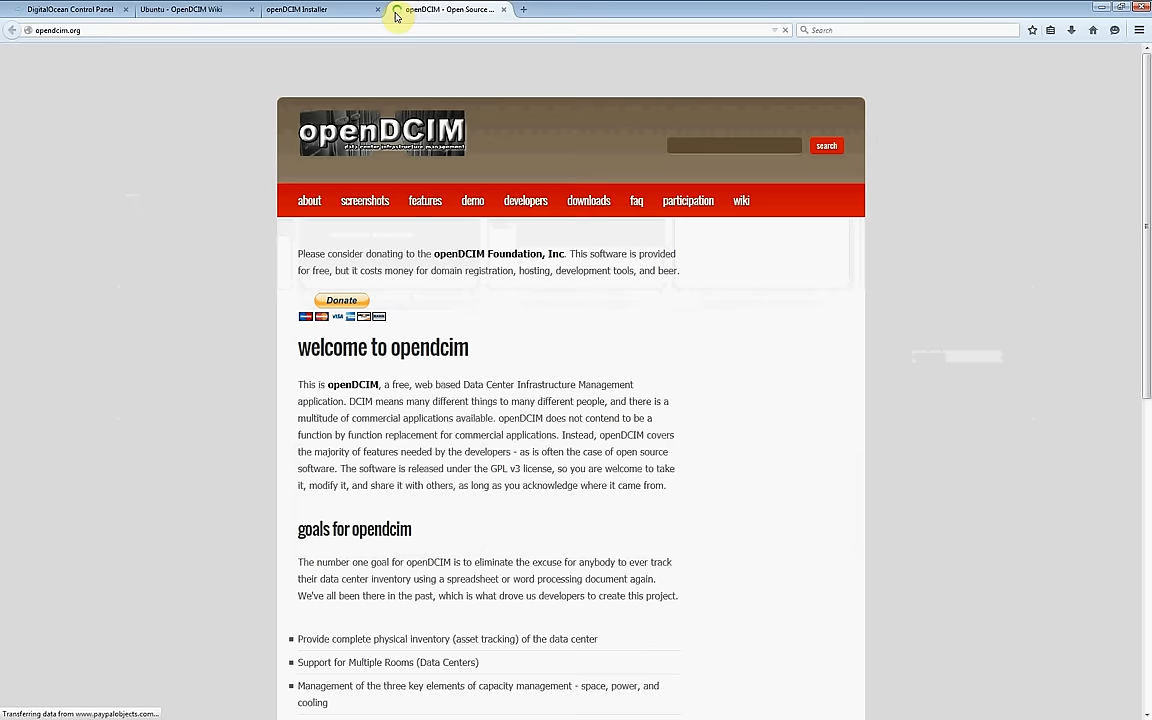 DigitalOcean Control Panel
Ubuntu - OpenDCIM Wiki
openDCIM Installer
openDCIM - Open Source ...
opendcim.org
Search
openDCIM
data center infrastructure management
search
about screenshots features demo developers downloads faq participation wiki
Please consider donating to the openDCIM Foundation, Inc. This software is provided
for free, but it costs money for domain registration, hosting, development tools, and beer.
Donate
VISA
welcome to opendcim
This is openDCIM, a free, web based Data Center Infrastructure Management
application. DCIM means many different things to many different people, and there is a
multitude of commercial applications available. openDCIM does not contend to be a
function by function replacement for commercial applications. Instead, openDCIM covers
the majority of features needed by the developers - as is often the case of open source
software. The software is released under the GPL v3 license, so you are welcome to take
it, modify it, and share it with others, as long as you acknowledge where it came from.
goals for opendcim
The number one goal for openDCIM is to eliminate the excuse for anybody to ever track
their data center inventory using a spreadsheet or word processing document again.
We've all been there in the past, which is what drove us developers to create this project.
Provide complete physical inventory (asset tracking) of the data center
Support for Multiple Rooms (Data Centers)
Management of the three key elements of capacity management - space, power, and
cooling
Transferring data from www.paypalobjects.com...